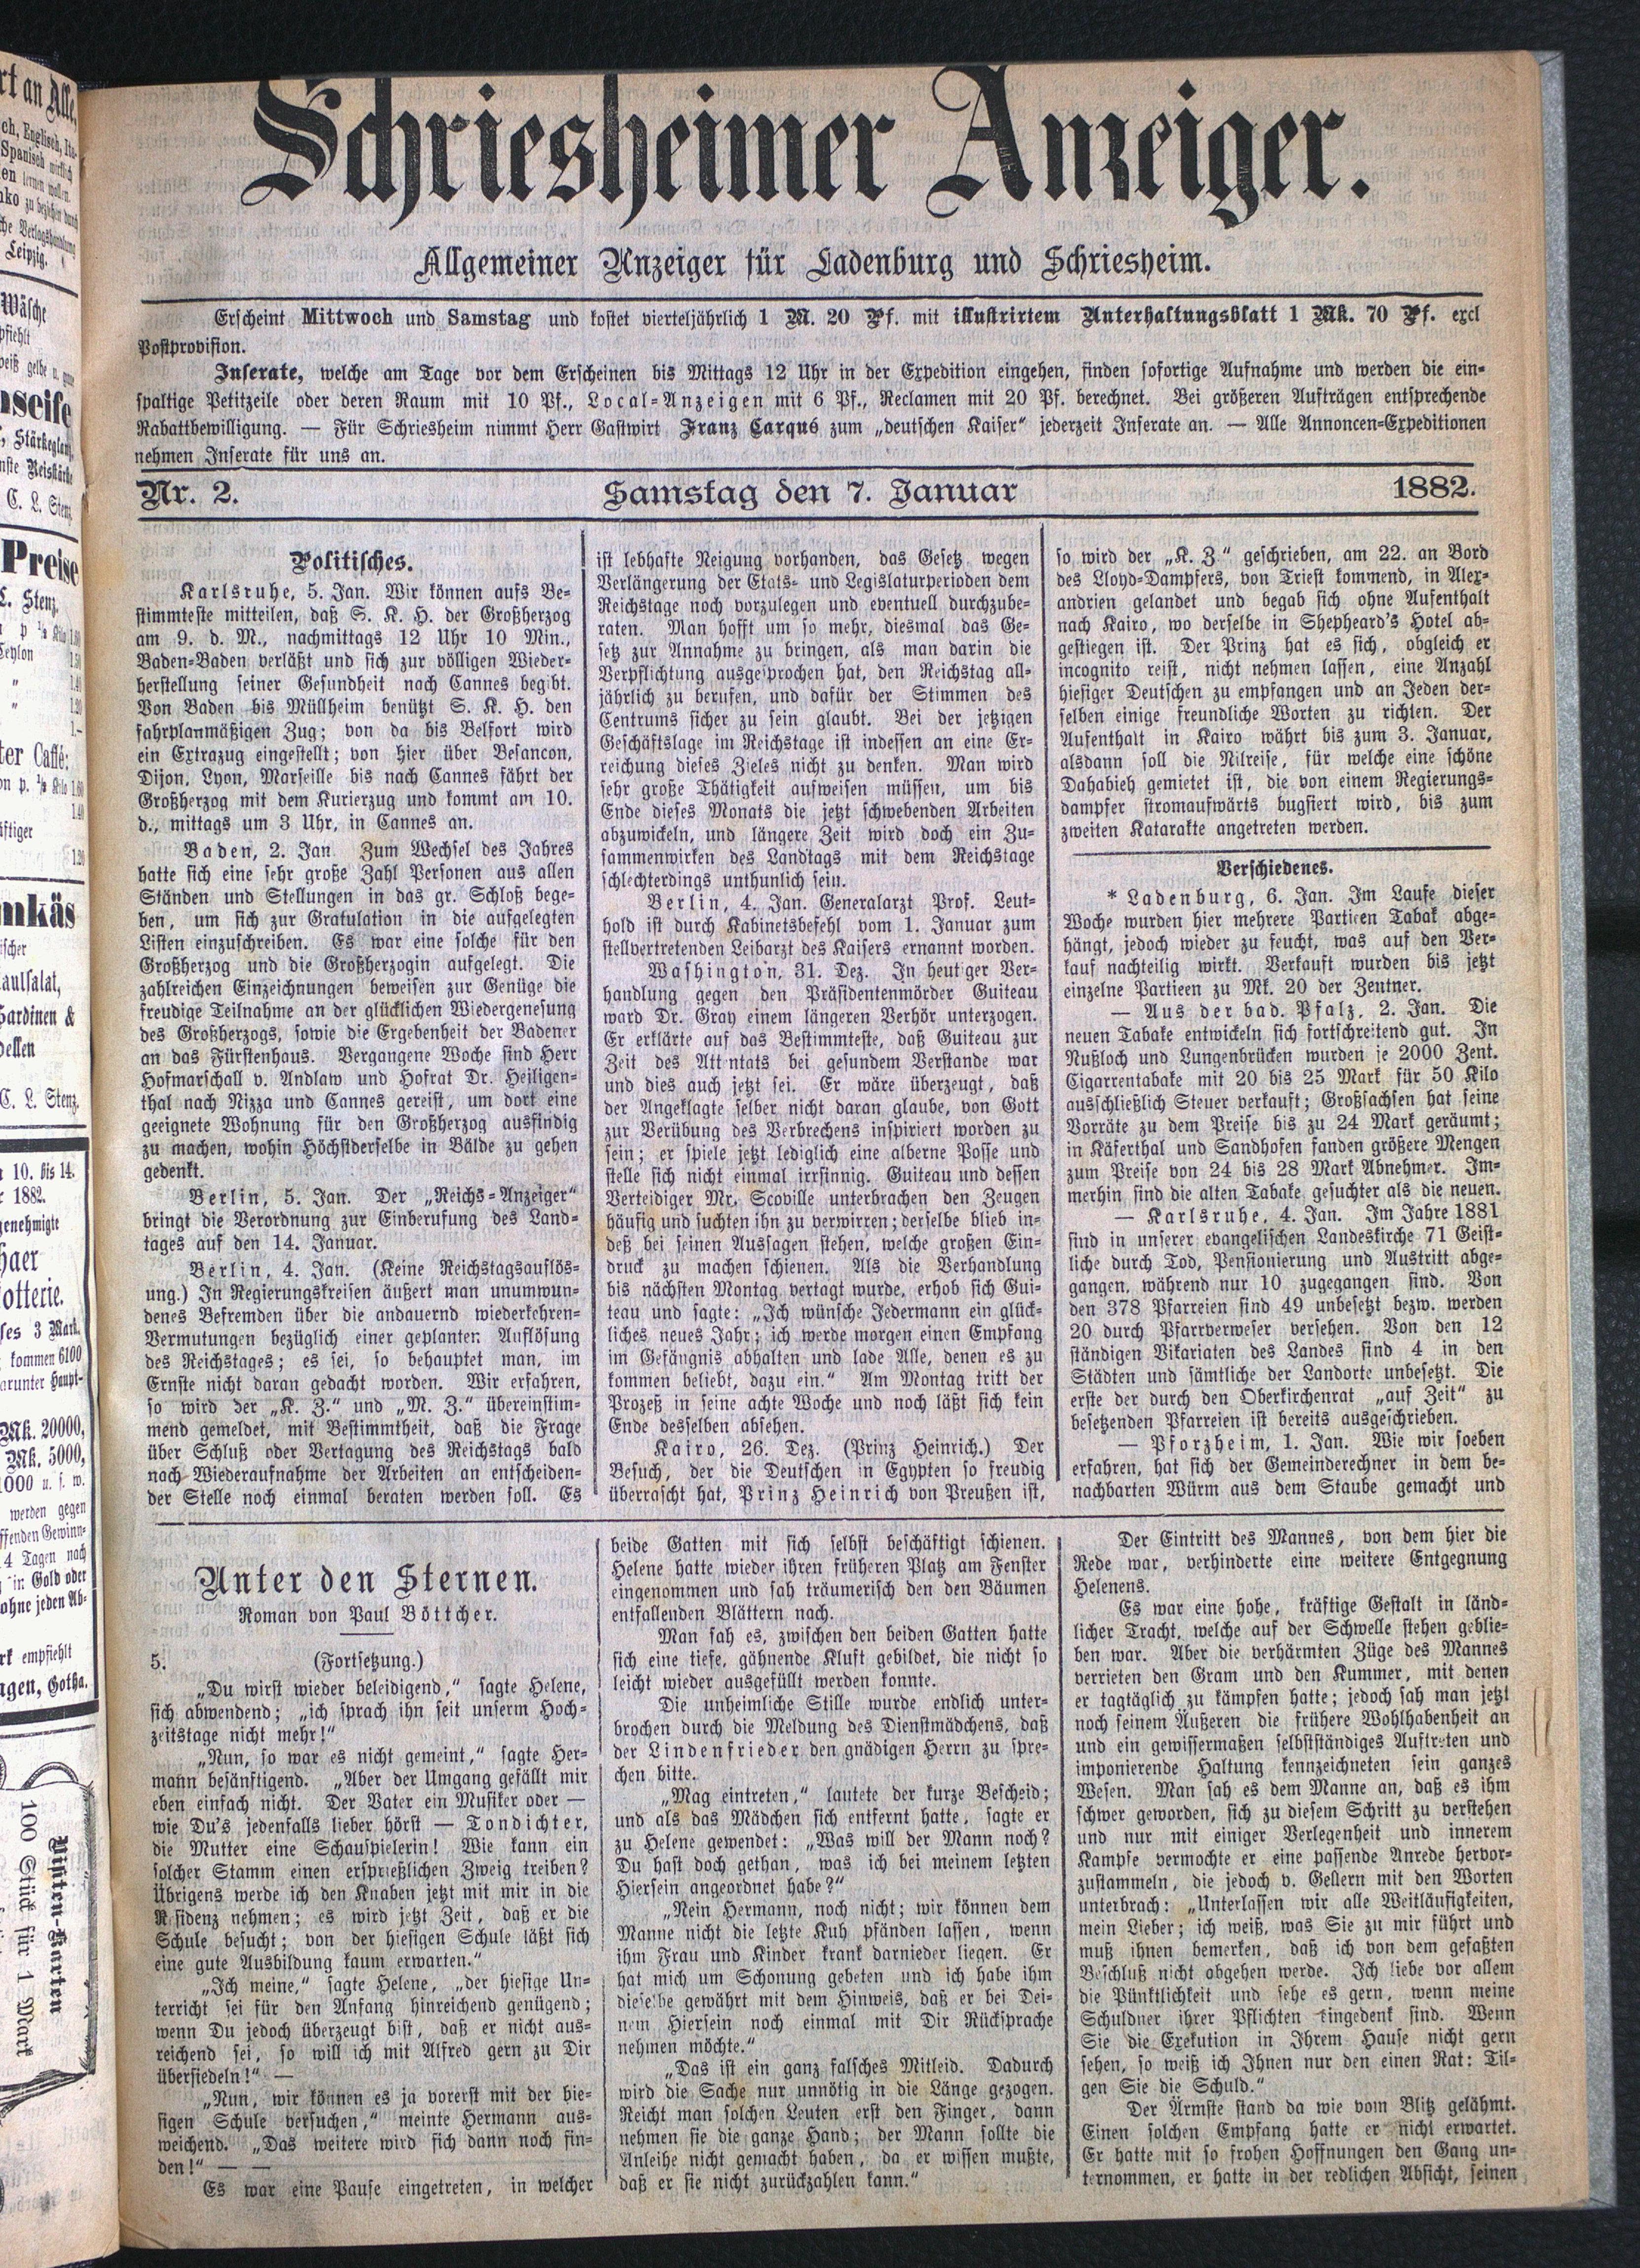 Schriesheimer Anzeiger.
Allgemeiner Anzeiger für Ladenburg und Schriesheim.
Erscheint Mittwoch und Samstag und kostet vierteljährlich 1 M. 20 Pf. mit illustrirtem Unterhaltungsblatt 1 Mk. 70 Pf. excl
Postprovision.
Inserate, welche am Tage vor dem Erscheinen bis Mittags 12 Uhr in der Expedition eingehen, finden sofortige Aufnahme und werden die ein-
spaltige Petitzeile oder deren Raum mit 10 Pf., Local-Anzeigen mit 6 Pf., Reclamen mit 20 Pf. berechnet. Bei größeren Aufträgen entsprechende
Rabattbewilligung. — Für Schriesheim nimmt Herr Gastwirt Franz Carqué zum „deutschen Kaiser" jederzeit Inserate an. — Alle Annoncen-Expeditionen
nehmen Inserate für uns an.
Nr. 2. Samstag den 7. Januar 1882.
Politisches.
Karlsruhe, 5. Jan. Wir können aufs Be-
stimmteste mitteilen, daß S. K. H. der Großherzog
am 9. d. M., nachmittags 12 Uhr 10 Min.,
Baden-Baden verläßt und sich zur völligen Wieder-
herstellung seiner Gesundheit nach Cannes begibt.
Von Baden bis Müllheim benützt S. K. H. den
fahrplanmäßigen Zug; von da bis Belfort wird
ein Extrazug eingestellt; von hier über Besancon,
Dijon, Lyon, Marseille bis nach Cannes fährt der
Großherzog mit dem Kurierzug und kommt am 10.
d., mittags um 3 Uhr, in Cannes an.
Baden, 2. Jan Zum Wechsel des Jahres
hatte sich eine sehr große Zahl Personen aus allen
Ständen und Stellungen in das gr. Schloß bege-
ben, um sich zur Gratulation in die aufgelegten
Listen einzuschreiben. Es war eine solche für den
Großherzog und die Großherzogin aufgelegt. Die
zahlreichen Einzeichnungen beweisen zur Genüge die
freudige Teilnahme an der glücklichen Wiedergenesung
des Großherzogs, sowie die Ergebenheit der Badener
an das Fürstenhaus. Vergangene Woche sind Herr
Hofmarschall v. Andlaw und Hofrat Dr. Heiligen-
thal nach Nizza und Cannes gereist, um dort eine
geeignete Wohnung für den Großherzog ausfindig
zu machen, wohin Höchstderselbe in Bälde zu gehen
gedenkt.
Berlin, 5. Jan. Der „Reichs-Anzeiger"
bringt die Verordnung zur Einberufung des Land-
tages auf den 14. Januar.
Berlin, 4. Jan. (Keine Reichstagsauflös-
ung.) In Regierungskreisen äußert man unumwun-
denes Befremden über die andauernd wiederkehren-
Vermutungen bezüglich einer geplanten Auflösung
des Reichstages; es sei, so behauptet man, im
Ernste nicht daran gedacht worden. Wir erfahren,
so wird der „K. Z." und „M. Z." übereinstim-
mend gemeldet, mit Bestimmtheit, daß die Frage
über Schluß oder Vertagung des Reichstags bald
nach Wiederaufnahme der Arbeiten an entscheiden-
der Stelle noch einmal beraten werden soll. Es
ist lebhafte Neigung vorhanden, das Gesetz wegen
Verlängerung der Etats- und Legislaturperioden dem
Reichstage noch vorzulegen und eventuell durchzube-
raten. Man hofft um so mehr, diesmal das Ge-
setz zur Annahme zu bringen, als man darin die
Verpflichtung ausgesprochen hat, den Reichstag all-
jährlich zu berufen, und dafür der Stimmen des
Centrums sicher zu sein glaubt. Bei der jetzigen
Geschäftslage im Reichstage ist indessen an eine Er-
reichung dieses Zieles nicht zu denken. Man wird
sehr große Thätigkeit aufweisen müssen, um bis
Ende dieses Monats die jetzt schwebenden Arbeiten
abzuwickeln, und längere Zeit wird doch ein Zu-
sammenwirken des Landtags mit dem Reichstage
schlechterdings unthunlich sein.
Berlin, 4. Jan. Generalarzt Prof. Leut-
hold ist durch Kabinetsbefehl vom 1. Januar zum
stellvertretenden Leibarzt des Kaisers ernannt worden.
Washington, 31. Dez. In heutiger Ver-
handlung gegen den Präsidentenmörder Guiteau
ward Dr. Gray einem längeren Verhör unterzogen.
Er erklärte auf das Bestimmteste, daß Guiteau zur
Zeit des Attentats bei gesundem Verstande war
und dies auch jetzt sei. Er wäre überzeugt, daß
der Angeklagte selber nicht daran glaube, von Gott
zur Verübung des Verbrechens inspiriert worden zu
sein; er spiele jetzt lediglich eine alberne Posse und
stelle sich nicht einmal irrsinnig. Guiteau und dessen
Verteidiger Mr. Scoville unterbrachen den Zeugen
häufig und suchten ihn zu verwirren; derselbe blieb in-
deß bei seinen Aussagen stehen, welche großen Ein-
druck zu machen schienen. Als die Verhandlung
bis nächsten Montag vertagt wurde, erhob sich Gui-
teau und sagte: „Ich wünsche Jedermann ein glück-
liches neues Jahr; ich werde morgen einen Empfang
im Gefängnis abhalten und lade Alle, denen es zu
kommen beliebt, dazu ein." Am Montag tritt der
Prozeß in seine achte Woche und noch läßt sich kein
Ende desselben absehen.
Kairo, 26. Dez. (Prinz Heinrich.) Der
Besuch, der die Deutschen in Egypten so freudig
überrascht hat, Prinz Heinrich von Preußen ist,
so wird der „K. Z." geschrieben, am 22. an Bord
des Lloyd-Dampfers, von Triest kommend, in Alex-
andrien gelandet und begab sich ohne Aufenthalt
nach Kairo, wo derselbe in Shepheard's Hotel ab-
gestiegen ist. Der Prinz hat es sich, obgleich er
incognito reist, nicht nehmen lassen, eine Anzahl
hiesiger Deutschen zu empfangen und an Jeden der-
selben einige freundliche Worten zu richten. Der
Aufenthalt in Kairo währt bis zum 3. Januar,
alsdann soll die Nilreise, für welche eine schöne
Dahabieh gemietet ist, die von einem Regierungs-
dampfer stromaufwärts bugsiert wird, bis zum
zweiten Katarakte angetreten werden.
Verschiedenes.
* Ladenburg, 6. Jan. Im Laufe dieser
Woche wurden hier mehrere Partieen Tabak abge-
hängt, jedoch wieder zu feucht, was auf den Ver-
kauf nachteilig wirkt. Verkauft wurden bis jetzt
einzelne Partieen zu Mk. 20 der Zentner.
— Aus der bad. Pfalz, 2. Jan. Die
neuen Tabake entwickeln sich fortschreitend gut. In
Nußloch und Lungenbrücken wurden je 2000 Zent.
Cigarrentabake mit 20 bis 25 Mark für 50 Kilo
ausschließlich Steuer verkauft; Großsachsen hat seine
Vorräte zu dem Preise bis zu 24 Mark geräumt;
in Käferthal und Sandhofen fanden größere Mengen
zum Preise von 24 bis 28 Mark Abnehmer. Im-
merhin sind die alten Tabake gesuchter als die neuen.
— Karlsruhe, 4. Jan. Im Jahre 1881
sind in unserer evangelischen Landeskirche 71 Geist-
liche durch Tod, Pensionierung und Austritt abge-
gangen, während nur 10 zugegangen sind. Von
den 378 Pfarreien sind 49 unbesetzt bezw. werden
20 durch Pfarrverweser versehen. Von den 12
ständigen Vikariaten des Landes sind 4 in den
Städten und sämtliche der Landorte unbesetzt. Die
erste der durch den Oberkirchenrat „auf Zeit" zu
besetzenden Pfarreien ist bereits ausgeschrieben.
— Pforzheim, 1. Jan. Wie wir soeben
erfahren, hat sich der Gemeinderechner in dem be-
nachbarten Würm aus dem Staube gemacht und
Unter den Sternen.
Roman von Paul Böttcher.
5. (Fortsetzung.)
„Du wirst wieder beleidigend," sagte Helene,
sich abwendend; „ich sprach ihn seit unserm Hoch-
zeitstage nicht mehr!"
„Nun, so war es nicht gemeint," sagte Her-
mann besänftigend. „Aber der Umgang gefällt mir
eben einfach nicht. Der Vater ein Musiker oder —
wie Du's jedenfalls lieber hörst — Tondichter,
die Mutter eine Schauspielerin! Wie kann ein
solcher Stamm einen ersprießlichen Zweig treiben?
Übrigens werde ich den Knaben jetzt mit mir in die
Residenz nehmen; es wird jetzt Zeit, daß er die
Schule besucht; von der hiesigen Schule läßt sich
eine gute Ausbildung kaum erwarten."
„Ich meine," sagte Helene, „der hiesige Un-
terricht sei für den Anfang hinreichend genügend;
wenn Du jedoch überzeugt bist, daß er nicht aus-
reichend sei, so will ich mit Alfred gern zu Dir
übersiedeln!" —
„Nun, wir können es ja vorerst mit der hie-
sigen Schule versuchen," meinte Hermann aus-
weichend. „Das weitere wird sich dann noch fin-
den!" — —
Es war eine Pause eingetreten, in welcher
beide Gatten mit sich selbst beschäftigt schienen.
Helene hatte wieder ihren früheren Platz am Fenster
eingenommen und sah träumerisch den den Bäumen
entfallenden Blättern nach.
Man sah es, zwischen den beiden Gatten hatte
sich eine tiefe, gähnende Kluft gebildet, die nicht so
leicht wieder ausgefüllt werden konnte.
Die unheimliche Stille wurde endlich unter-
brochen durch die Meldung des Dienstmädchens, daß
der Lindenfrieder den gnädigen Herrn zu spre-
chen bitte.
„Mag eintreten," lautete der kurze Bescheid;
und als das Mädchen sich entfernt hatte, sagte er
zu Helene gewendet: „Was will der Mann noch?
Du hast doch gethan, was ich bei meinem letzten
Hiersein angeordnet habe?"
„Nein Hermann, noch nicht; wir können dem
Manne nicht die letzte Kuh pfänden lassen, wenn
ihm Frau und Kinder krank darnieder liegen. Er
hat mich um Schonung gebeten und ich habe ihm
dieselbe gewährt mit dem Hinweis, daß er bei Dei-
nem Hiersein noch einmal mit Dir Rücksprache
nehmen möchte."
„Das ist ein ganz falsches Mitleid. Dadurch
wird die Sache nur unnötig in die Länge gezogen.
Reicht man solchen Leuten erst den Finger, dann
nehmen sie die ganze Hand; der Mann sollte die
Anleihe nicht gemacht haben, da er wissen mußte,
daß er sie nicht zurückzahlen kann."
Der Eintritt des Mannes, von dem hier die
Rede war, verhinderte eine weitere Entgegnung
Helenens.
Es war eine hohe, kräftige Gestalt in länd-
licher Tracht, welche auf der Schwelle stehen geblie-
ben war. Aber die verhärmten Züge des Mannes
verrieten den Gram und den Kummer, mit denen
er tagtäglich zu kämpfen hatte; jedoch sah man jetzt
noch seinem Äußeren die frühere Wohlhabenheit an
und ein gewissermaßen selbstständiges Auftreten und
imponierende Haltung kennzeichneten sein ganzes
Wesen. Man sah es dem Manne an, daß es ihm
schwer geworden, sich zu diesem Schritt zu verstehen
und nur mit einiger Verlegenheit und innerem
Kampfe vermochte er eine passende Anrede hervor-
zustammeln, die jedoch v. Gellern mit den Worten
unterbrach: „Unterlassen wir alle Weitläufigkeiten,
mein Lieber; ich weiß, was Sie zu mir führt und
muß ihnen bemerken, daß ich von dem gefaßten
Beschluß nicht abgehen werde. Ich liebe vor allem
die Pünktlichkeit und sehe es gern, wenn meine
Schuldner ihrer Pflichten eingedenk sind. Wenn
Sie die Exekution in Ihrem Hause nicht gern
sehen, so weiß ich Ihnen nur den einen Rat: Til-
gen Sie die Schuld."
Der Ärmste stand da wie vom Blitz gelähmt.
Einen solchen Empfang hatte er nicht erwartet.
Er hatte mit so frohen Hoffnungen den Gang un-
ternommen, er hatte in der redlichen Absicht, seinen
rt an Alle,
ch, Englisch, Ita-
Spanisch wirklich
en lernen wollen.
nko zu beziehen durch
che Verlagshandlung
Leipzig.
Wäsche
pfiehlt
nseife
Stärkeglanz,
nste Reisstärke
C. L. Stenz.
Preise
L. Stenz.
Ceylon
ter Caffé:
äftiger
mkäs
ischer
aulsalat,
Sardinen &
dellen
C. L. Stenz.
10. bis 14.
1882.
genehmigte
haer
otterie.
ses 3 Mark.
kommen 6100
arunter Haupt-
Mk. 20000,
Mk. 5000,
1000 u. s. w.
werden gegen
ffenden Gewinn-
4 Tagen nach
in Gold oder
ohne jeden Ab-
rk empfiehlt
agen, Gotha.
Visiten-Karten
100 Stück für 1 Mark